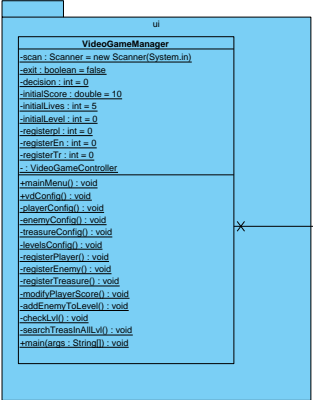 ui
VideoGameManager
-scan : Scanner = new Scanner(System.in)
-exit : boolean = false
-decision : int = 0
-initialScore : double = 10
-initialLives : int = 5
-initialLevel : int = 0
-registerpl : int = 0
-registerEn : int = 0
-registerTr : int = 0
- : VideoGameController
+mainMenu() : void
+vdConfig() : void
-playerConfig() : void
-enemyConfig() : void
-treasureConfig() : void
-levelsConfig() : void
-registerPlayer() : void
-registerEnemy() : void
-registerTreasure() : void
-modifyPlayerScore() : void
-addEnemyToLevel() : void
-checkLvl() : void
-searchTreasInAllLvl() : void
+main(args : String[]) : void